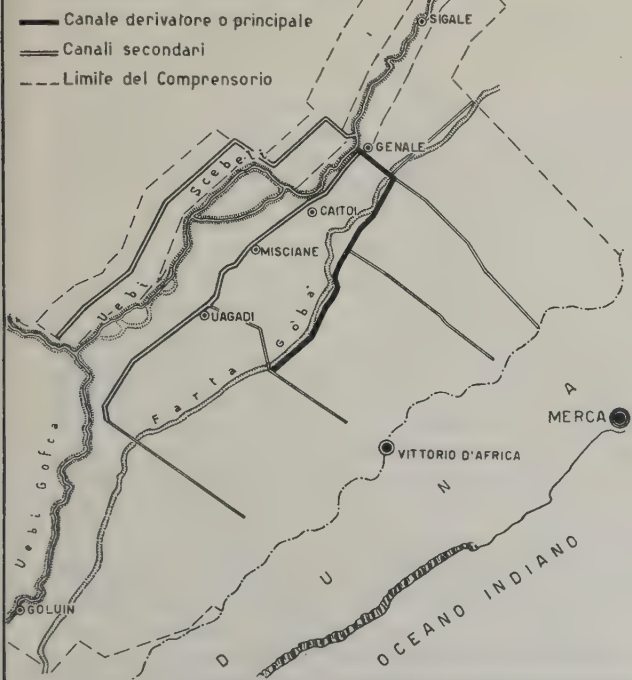 Canale derivatore o principale
Canali secondari
Limite del Comprensorio
SIGALE
GENALE
Uebi Scebeli
CAITOI
MISCIANE
UAGADI
Farta Gobà
Uebi Gofca
MERCA
VITTORIO D'AFRICA
DUNA
GOLUIN
OCEANO INDIANO